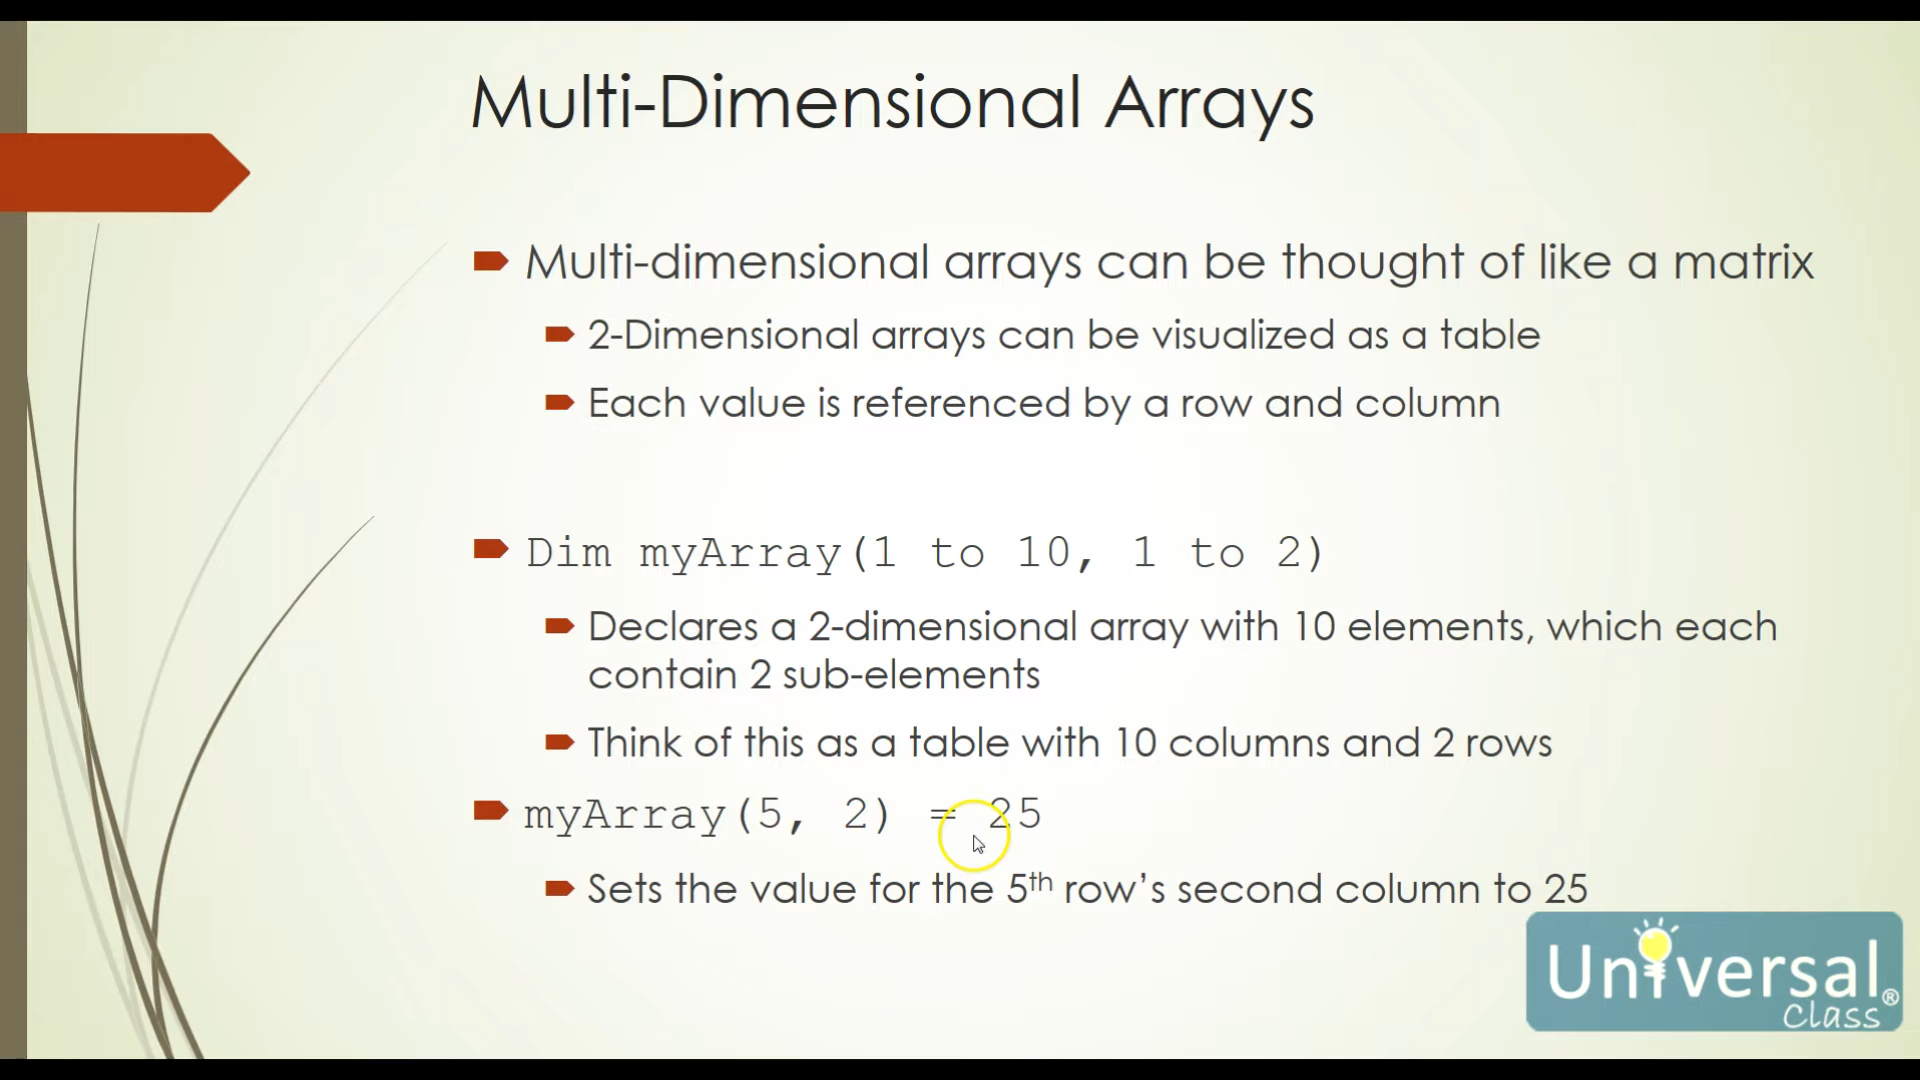 Multi-Dimensional Arrays
Multi-dimensional arrays can be thought of like a matrix
2-Dimensional arrays can be visualized as a table
Each value is referenced by a row and column
Dim myArray(1 to 10, 1 to 2)
Declares a 2-dimensional array with 10 elements, which each
contain 2 sub-elements
Think of this as a table with 10 columns and 2 rows
myArray(5, 2) = 25
Sets the value for the 5th row’s second column to 25
Universal®
Class